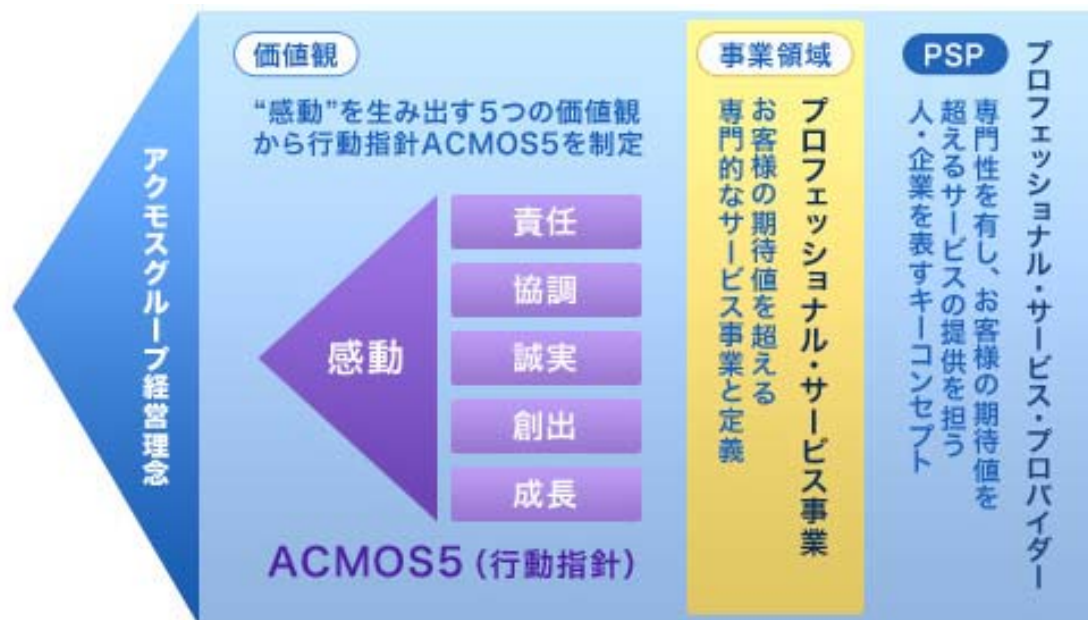 アクモスグループ経営理念
価値観
“感動”を生み出す5つの価値観
から行動指針ACMOS5を制定
感動
責任
協調
誠実
創出
成長
ACMOS5（行動指針）
事業領域
プロフェッショナル・サービス事業
お客様の期待値を超える
専門的なサービス事業と定義
PSP
プロフェッショナル・サービス・プロバイダー
専門性を有し、お客様の期待値を
超えるサービスの提供を担う
人・企業を表すキーコンセプト